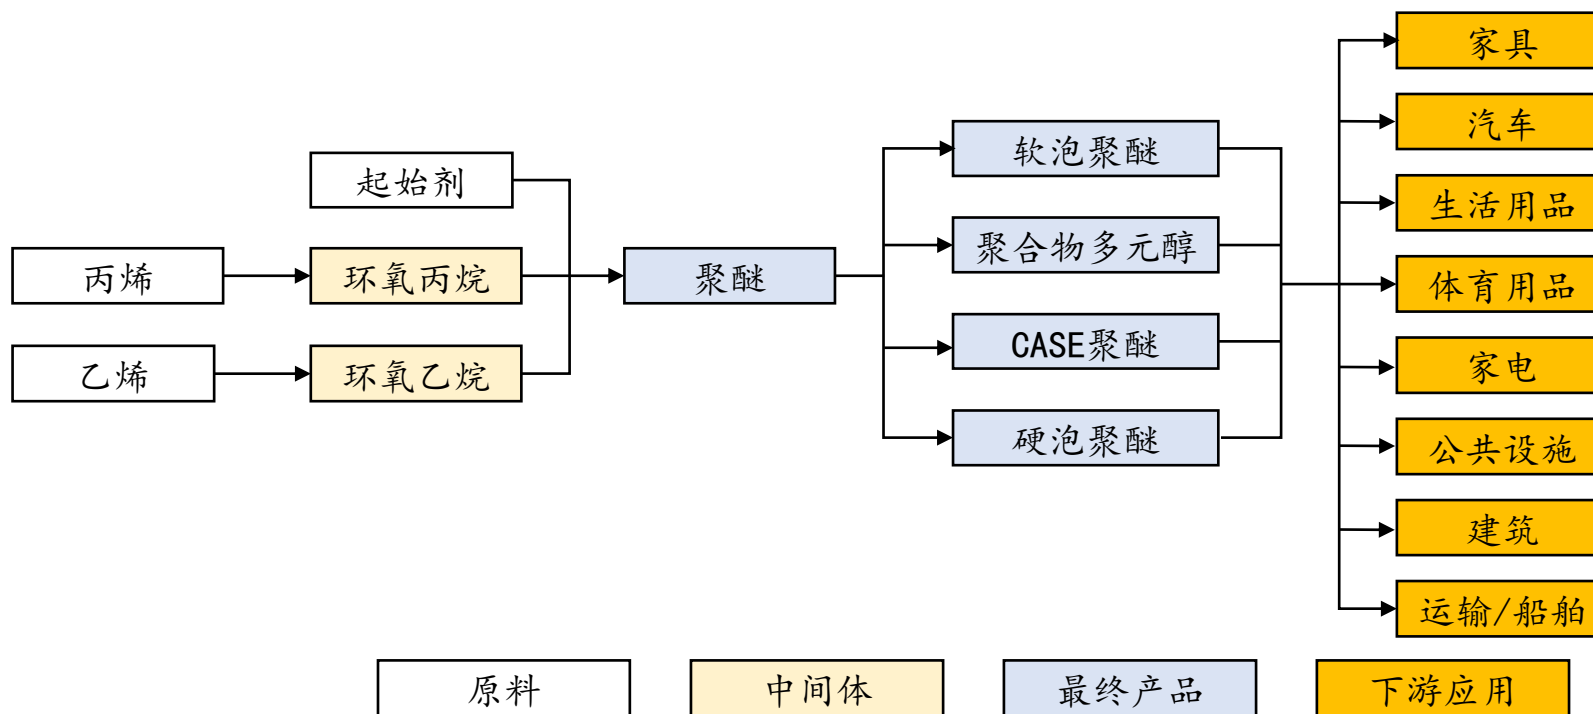 起始剂
丙烯
环氧丙烷
乙烯
环氧乙烷
聚醚
软泡聚醚
聚合物多元醇
CASE聚醚
硬泡聚醚
家具
汽车
生活用品
体育用品
家电
公共设施
建筑
运输/船舶
原料
中间体
最终产品
下游应用